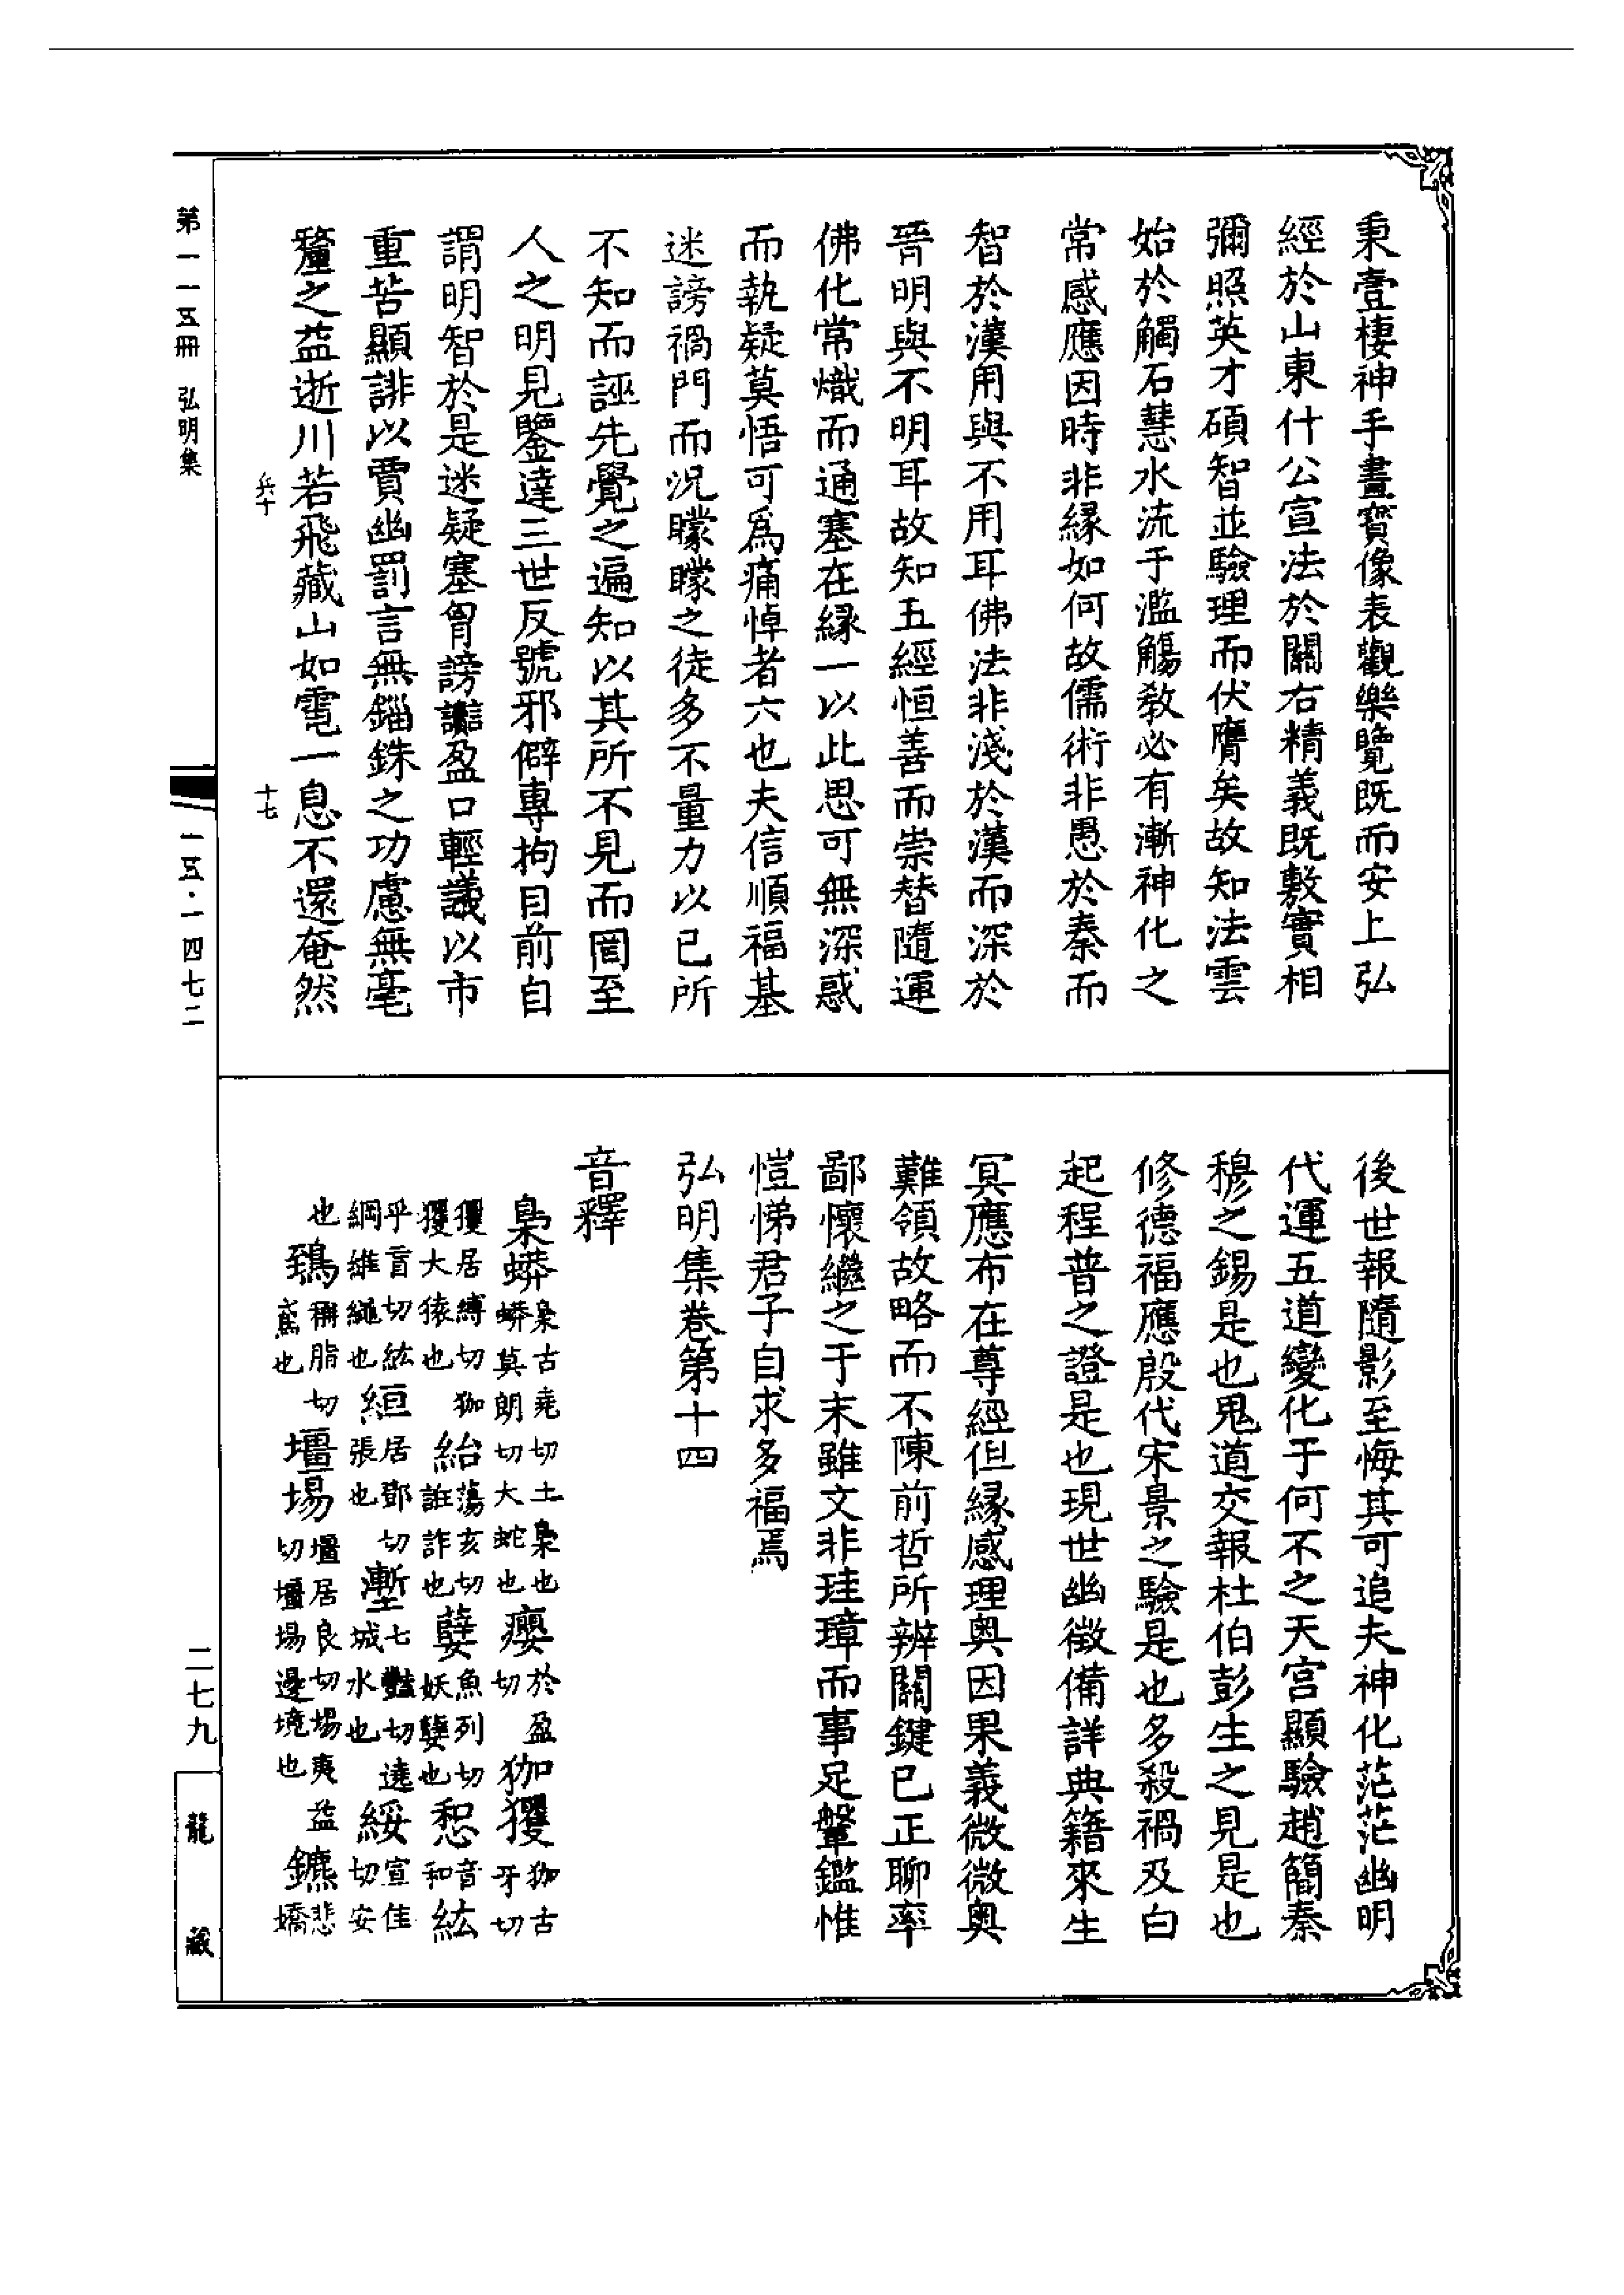 秉壹棲神手畫寳像表觀樂覽既而安上弘
經於山東什公宣法於關右精義既敷實相
彌照英才碩智並驗理而伏膺矣故知法雲
始於觸石慧水流于濫觴教必有漸神化之
常感應因時非縁如何故儒術非愚於秦而
智於漢用與不用耳佛法非淺於漢而深於
晉明與不明耳故知五經恒善而崇替隨運
佛化常熾而通塞在縁一以此思可無深惑
而執疑莫悟可爲痛悼者六也夫信順福基
迷謗禍門而況矇矇之徒多不量力以已所
不知而誣先覺之遍知以其所不見而罔至
人之明見鑒達三世反號邪僻專拘目前自
謂明智於是迷疑塞胷謗讟盈口輕議以市
重苦顯誹以賈幽罰言無錙銖之功慮無毫
釐之益逝川若飛藏山如電一息不還奄然
兵十
十七
後世報隨影至悔其可追夫神化茫茫幽明
代運五道變化于何不之天宫顯驗趙簡秦
穆之錫是也鬼道交報杜伯彭生之見是也
修德福應殷代宋景之驗是也多殺禍及白
起程普之證是也現世幽徵備詳典籍來生
冥應布在尊經但縁感理奥因果義微微奥
難領故略而不陳前哲所辨關鍵已正聊率
鄙懷繼之于末雖文非珪璋而事足鞶鑑惟
愷悌君子自求多福焉
弘明集卷第十四
音釋
梟蟒梟古堯切土梟也蟒莫朗切大蛇也癭於盈切猳玃猳古牙切
玃居縛切猳玃大猿也紿蕩亥切誑詐也孽魚列切妖孽也惒音和紘
乎盲切紘綱維繩也絙居鄧切張也塹七豔切遶城水也綏宣佳切安
也鵄稱脂切鳶也壃場壃居良切場夷益切壃場邊境也鑣悲嬌
第一一五冊 弘明集
一五·一四七二
二七九
龍藏